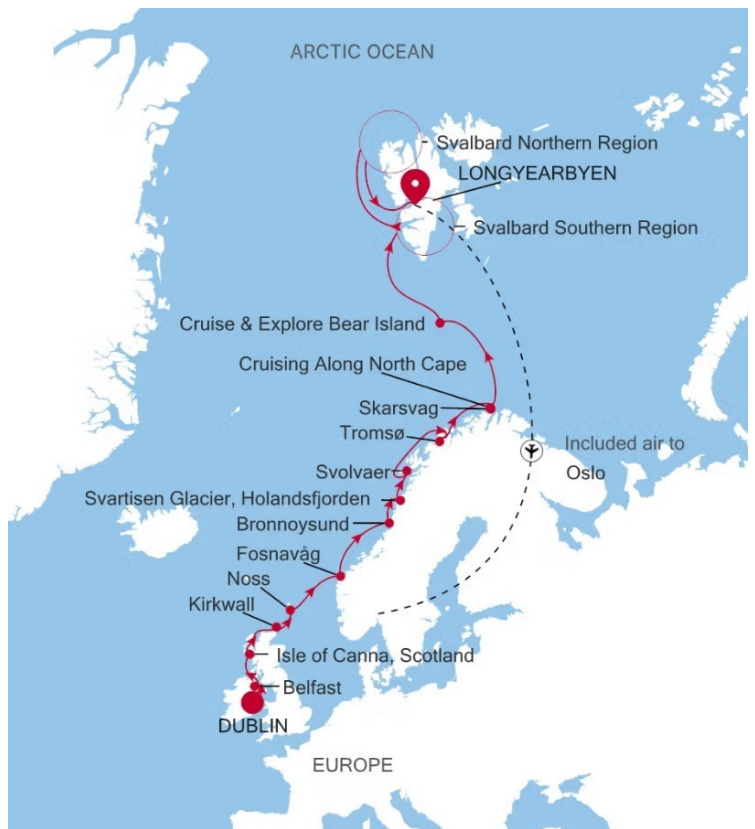 ARCTIC OCEAN
Svalbard Northern Region
LONGYEARBYEN
Svalbard Southern Region
Cruise & Explore Bear Island
Cruising Along North Cape
Skarsvag
Tromsø
Included air to
Oslo
Svolvaer
Svartisen Glacier, Holandsfjorden
Bronnoysund
Fosnavåg
Noss
Kirkwall
Isle of Canna, Scotland
Belfast
DUBLIN
EUROPE